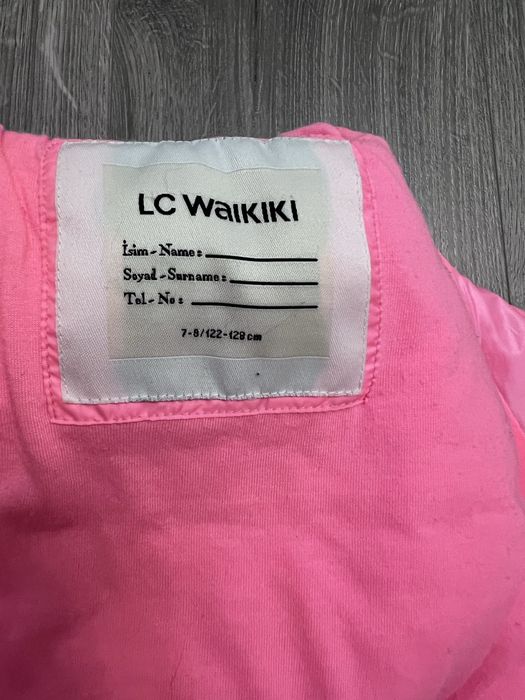 LC WaIKIKI
İsim - Name :
Soyad - Surname :
Tel - No :
7-8/122-128 cm